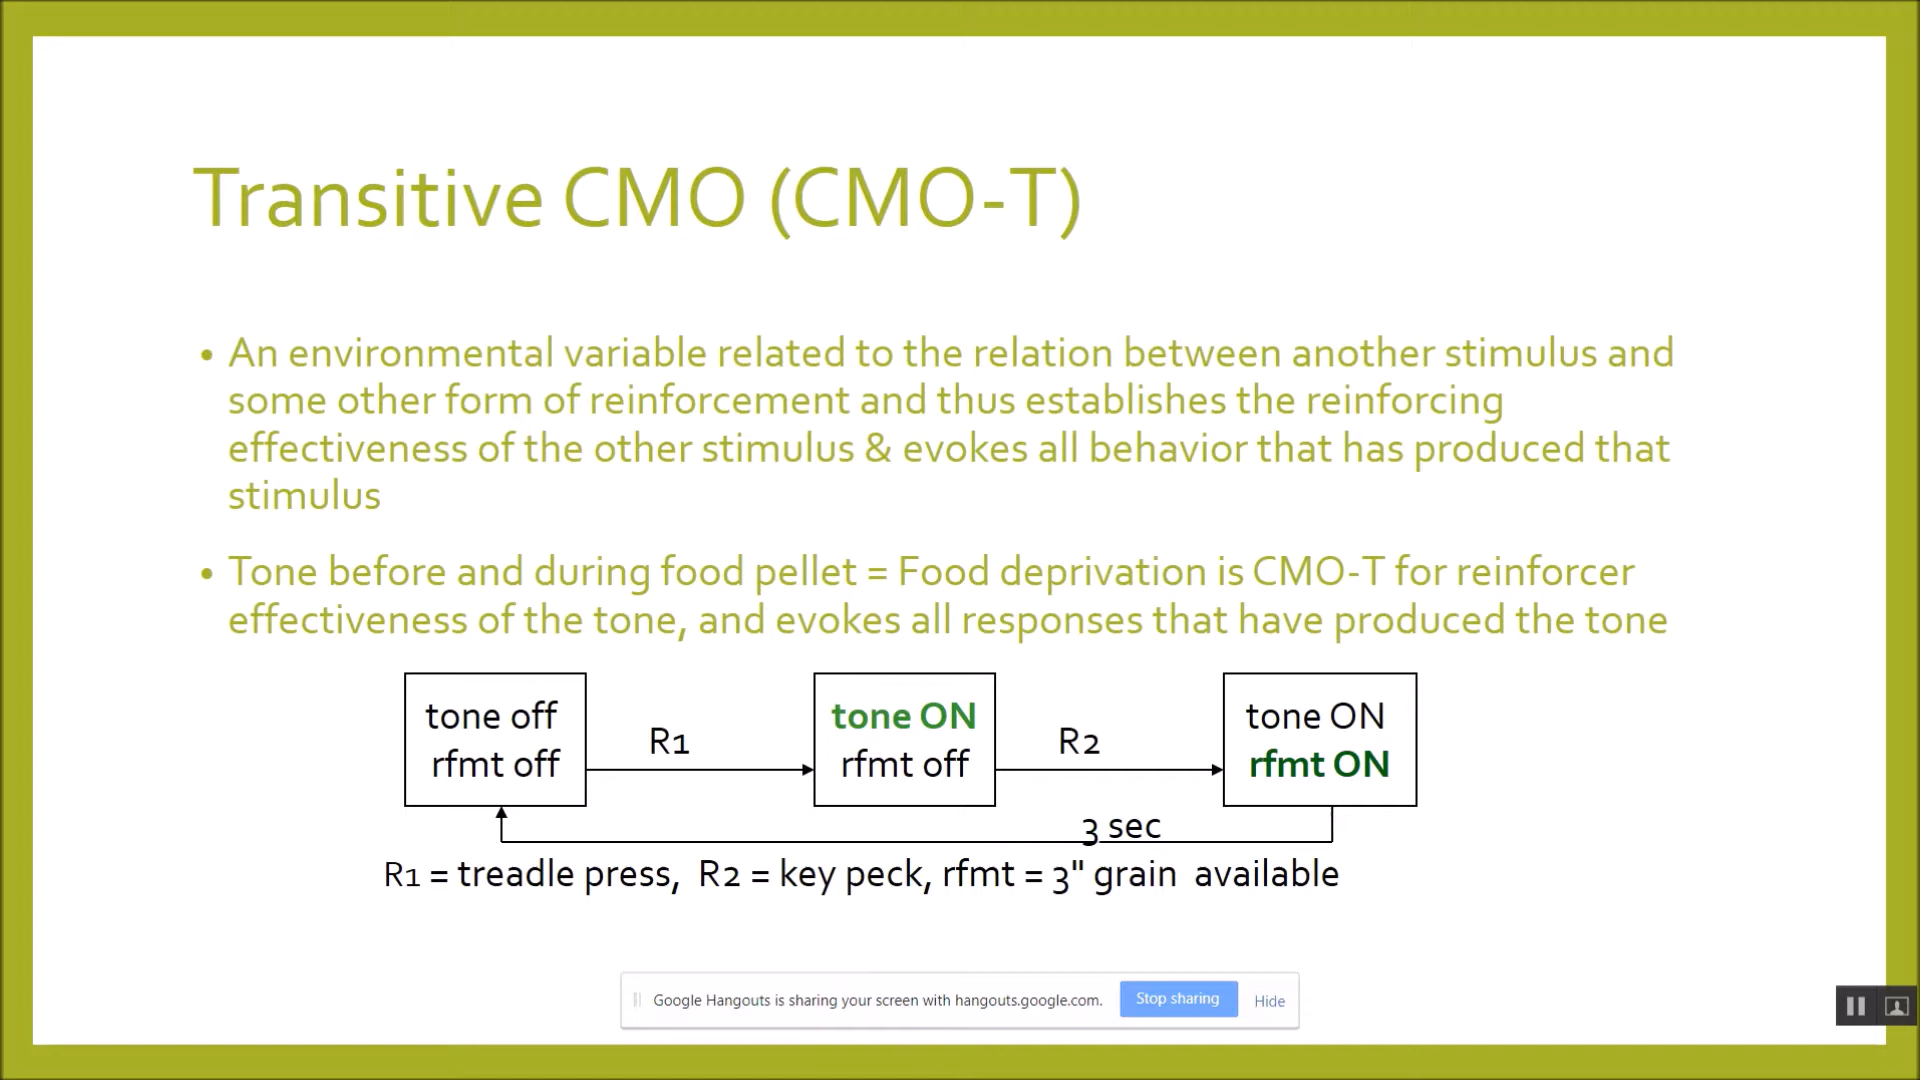 Transitive CMO (CMO-T)
• An environmental variable related to the relation between another stimulus and
some other form of reinforcement and thus establishes the reinforcing
effectiveness of the other stimulus & evokes all behavior that has produced that
stimulus
• Tone before and during food pellet = Food deprivation is CMO-T for reinforcer
effectiveness of the tone, and evokes all responses that have produced the tone
tone off
rfmt off
R1
tone ON
rfmt off
R2
tone ON
rfmt ON
3 sec
R1 = treadle press, R2 = key peck, rfmt = 3" grain available
Google Hangouts is sharing your screen with hangouts.google.com.
Stop sharing
Hide